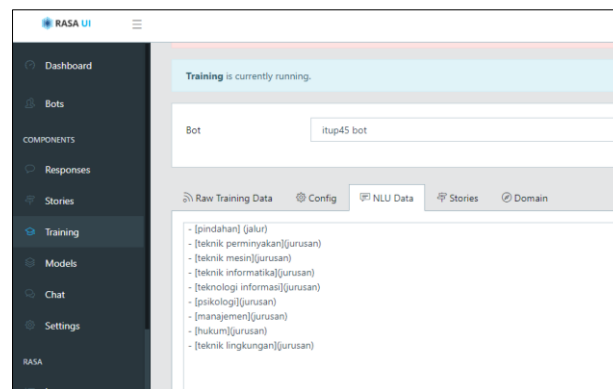 RASA UI
Dashboard
Bots
COMPONENTS
Responses
Stories
Training
Models
Chat
Settings
RASA
Training is currently running.
Bot
itup45 bot
Raw Training Data
Config
NLU Data
Stories
Domain
- [pindahan] (jalur)
- [teknik perminyakan](jurusan)
- [teknik mesin](jurusan)
- [teknik informatika](jurusan)
- [teknologi informasi](jurusan)
- [psikologi](jurusan)
- [manajemen](jurusan)
- [hukum](jurusan)
- [teknik lingkungan](jurusan)